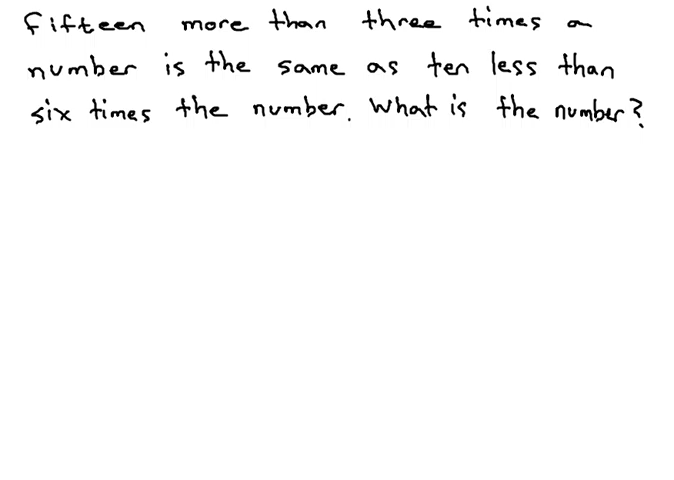 Fifteen more than three times a
number is the same as ten less than
six times the number. What is the number?